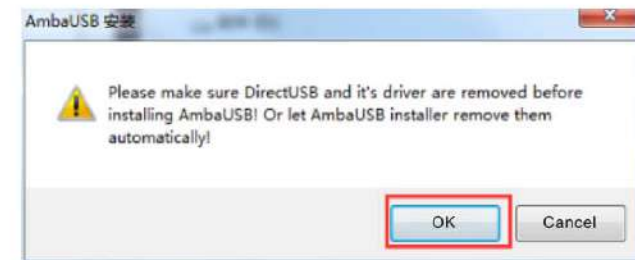 AmbaUSB 安装
Please make sure DirectUSB and it's driver are removed before
installing AmbaUSB! Or let AmbaUSB installer remove them
automatically!
OK
Cancel